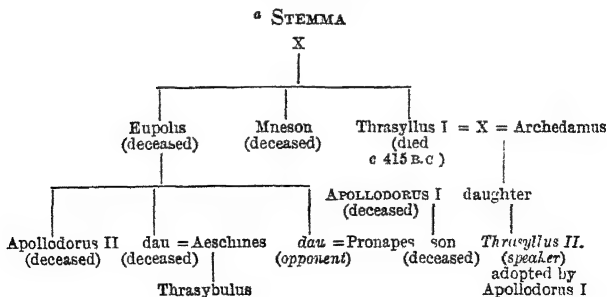 a STEMMA
X
Eupolis Mneson Thrasyllus I = X = Archedamus
(deceased) (deceased) (died
c 415 B.C )
APOLLODORUS I daughter
(deceased)
Apollodorus II dau = Aeschines dau = Pronapes son Thrasyllus II.
(deceased) (deceased) (opponent) (deceased) (speaker)
adopted by
Thrasybulus Apollodorus I